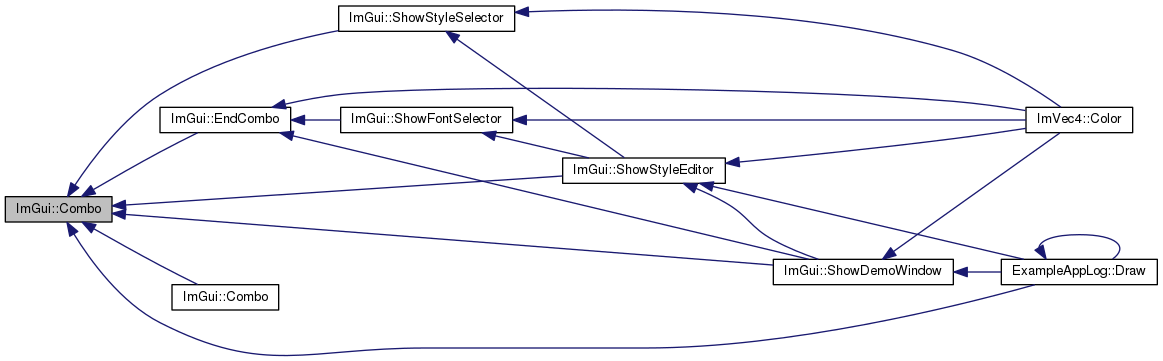 ImGui::ShowStyleSelector
ImGui::EndCombo
ImGui::ShowFontSelector
ImVec4::Color
ImGui::ShowStyleEditor
ImGui::Combo
ImGui::ShowDemoWindow
ExampleAppLog::Draw
ImGui::Combo